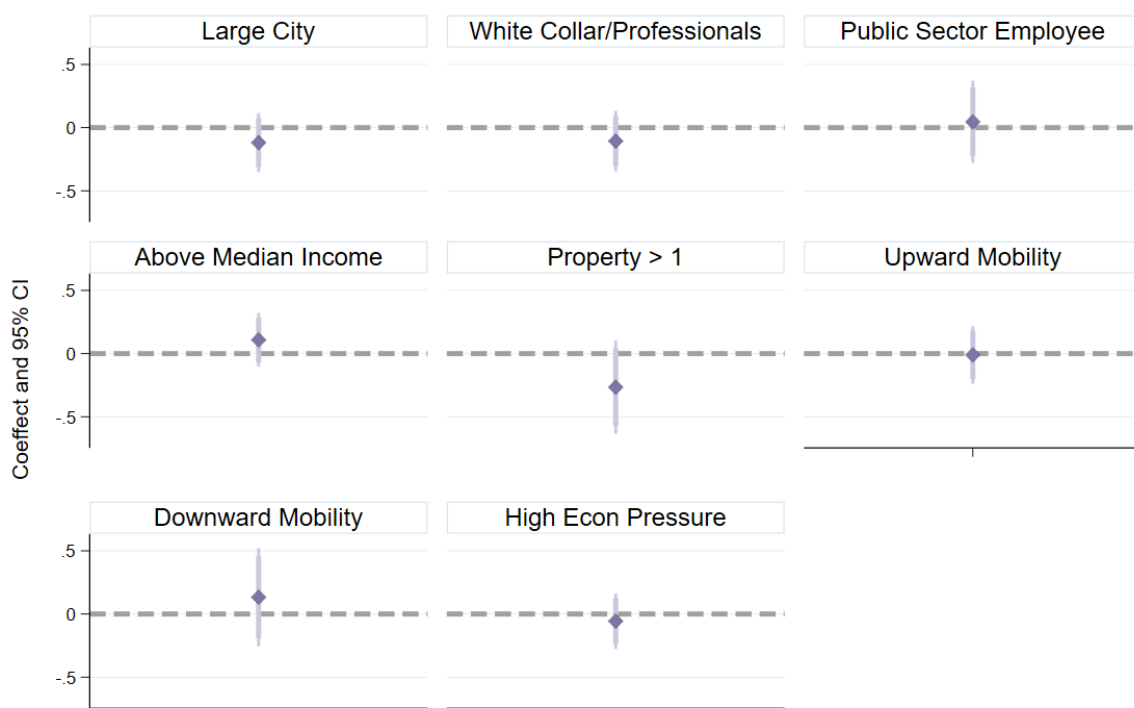 Large City
White Collar/Professionals
Public Sector Employee
.5
0
-.5
Above Median Income
Property > 1
Upward Mobility
.5
0
-.5
Coeffect and 95% CI
Downward Mobility
High Econ Pressure
.5
0
-.5